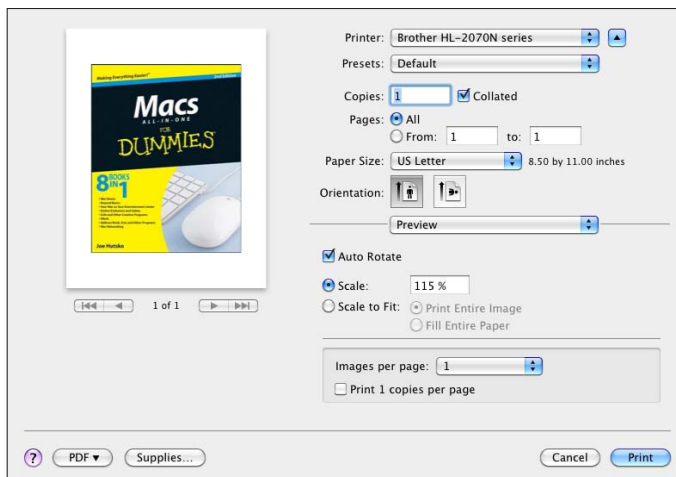 Making Everything Easier!™
2nd Edition
Macs
ALL-IN-ONE
FOR
DUMMIES
8 BOOKS
IN 1
Joe Hutsko
1 of 1
Printer: Brother HL-2070N series
Presets: Default
Copies: 1 Collated
Pages: All
From: 1 to: 1
Paper Size: US Letter 8.50 by 11.00 inches
Orientation:
Preview
Auto Rotate
Scale: 115 %
Scale to Fit: Print Entire Image
Fill Entire Paper
Images per page: 1
Print 1 copies per page
? PDF▼ Supplies... Cancel Print